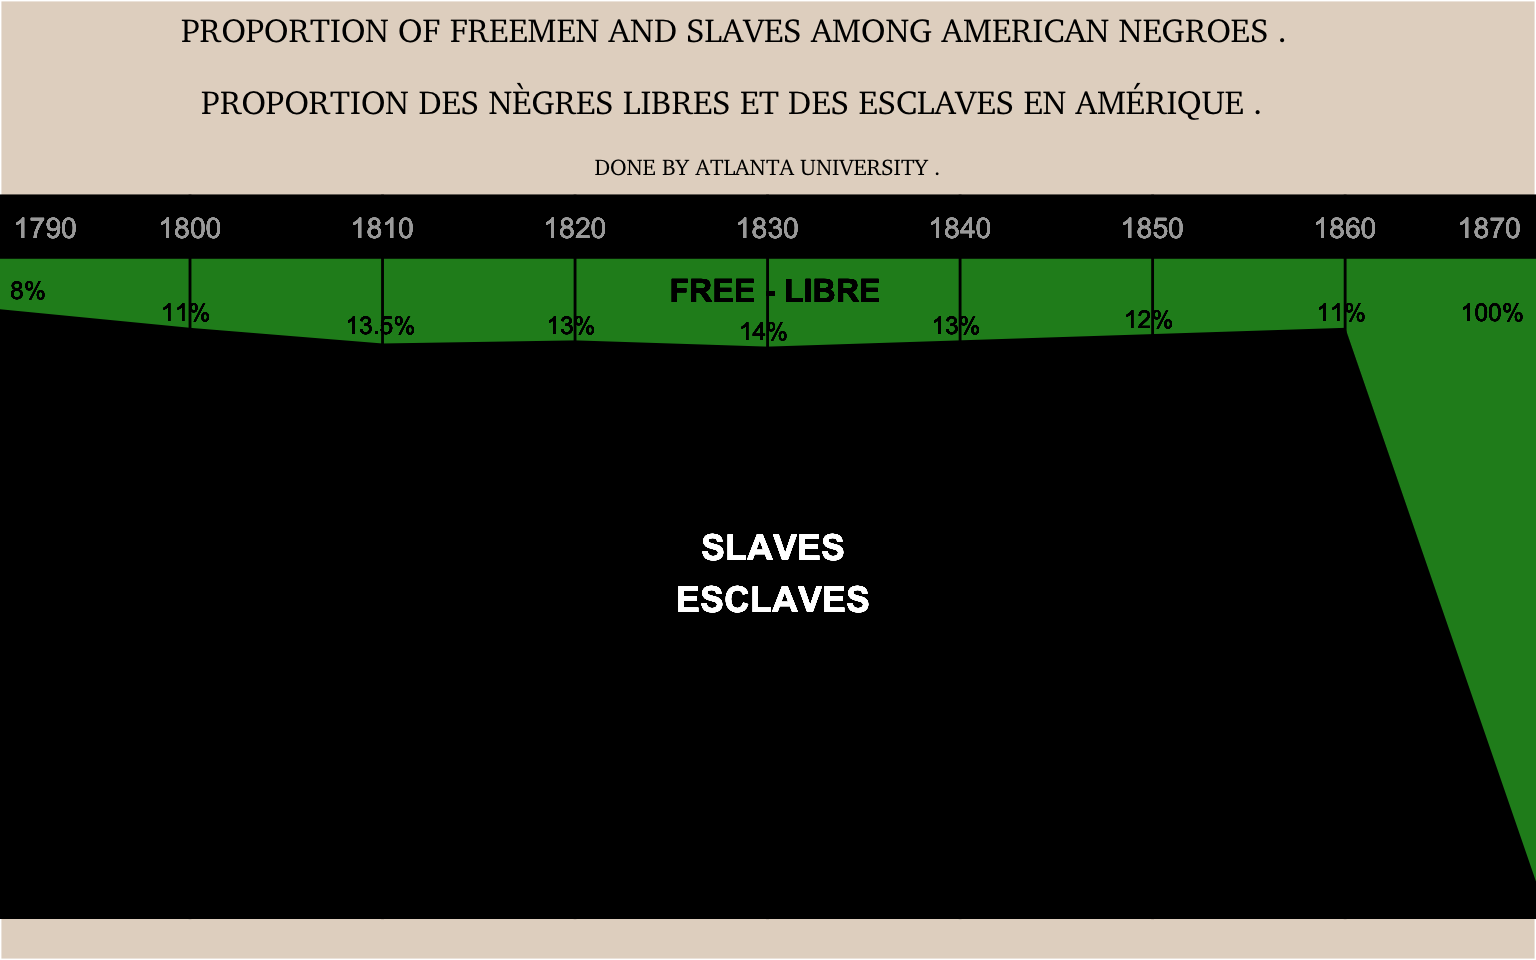 PROPORTION OF FREEMEN AND SLAVES AMONG AMERICAN NEGROES .
PROPORTION DES NÈGRES LIBRES ET DES ESCLAVES EN AMÉRIQUE .
DONE BY ATLANTA UNIVERSITY .
1790 1800 1810 1820 1830 1840 1850 1860 1870
FREE - LIBRE
8% 11% 13.5% 13% 14% 13% 12% 11% 100%
SLAVES
ESCLAVES